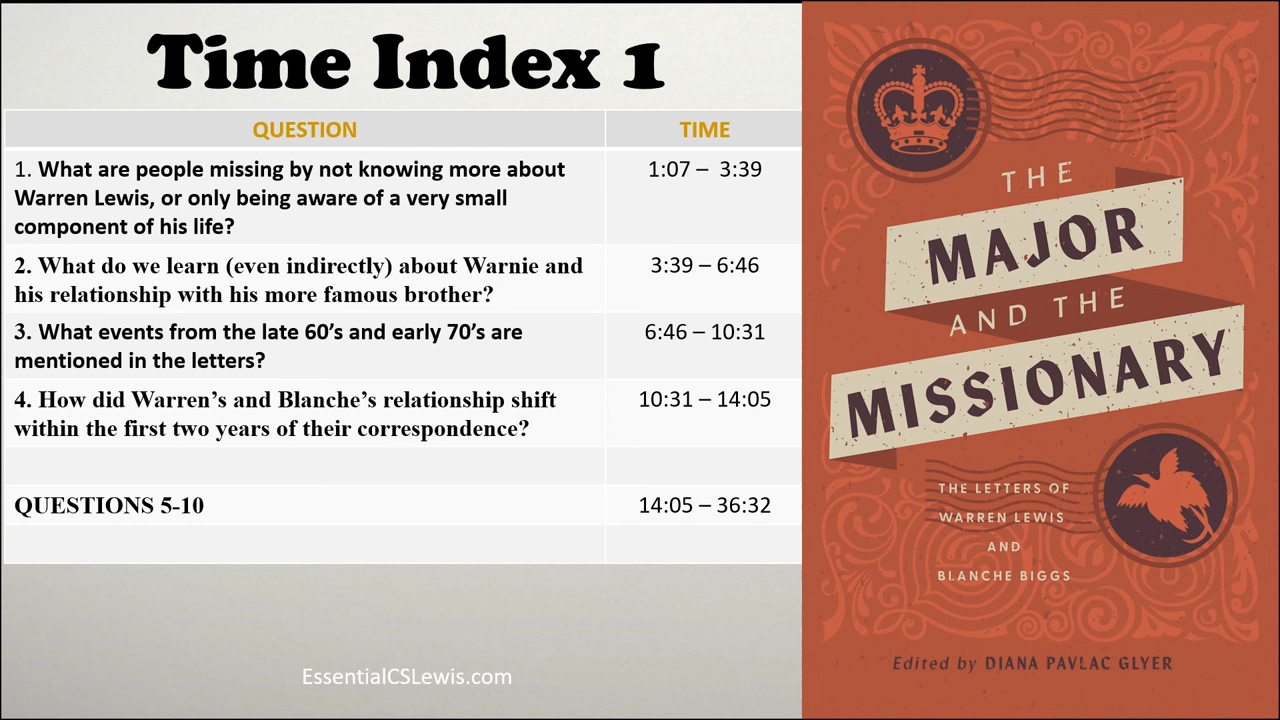 Time Index 1
QUESTION
TIME
1. What are people missing by not knowing more about
Warren Lewis, or only being aware of a very small
component of his life?
1:07 – 3:39
2. What do we learn (even indirectly) about Warnie and
his relationship with his more famous brother?
3:39 – 6:46
3. What events from the late 60’s and early 70’s are
mentioned in the letters?
6:46 – 10:31
4. How did Warren’s and Blanche’s relationship shift
within the first two years of their correspondence?
10:31 – 14:05
QUESTIONS 5-10
14:05 – 36:32
EssentialCSLewis.com
THE
MAJOR
AND THE
MISSIONARY
THE LETTERS OF
WARREN LEWIS
AND
BLANCHE BIGGS
Edited by DIANA PAVLAC GLYER